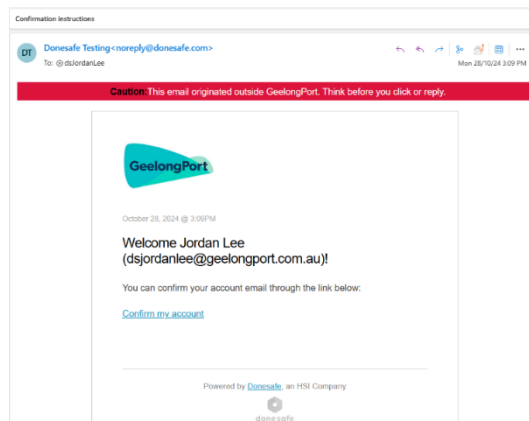 Confirmation instructions
DT
Donesafe Testing<noreply@donesafe.com>
To: dsJordanLee
Mon 28/10/24 3:09 PM
Caution:This email originated outside GeelongPort. Think before you click or reply.
GeelongPort
October 28, 2024 @ 3:09PM
Welcome Jordan Lee
(dsjordanlee@geelongport.com.au)!
You can confirm your account email through the link below:
Confirm my account
Powered by Donesafe, an HSI Company
donesafe